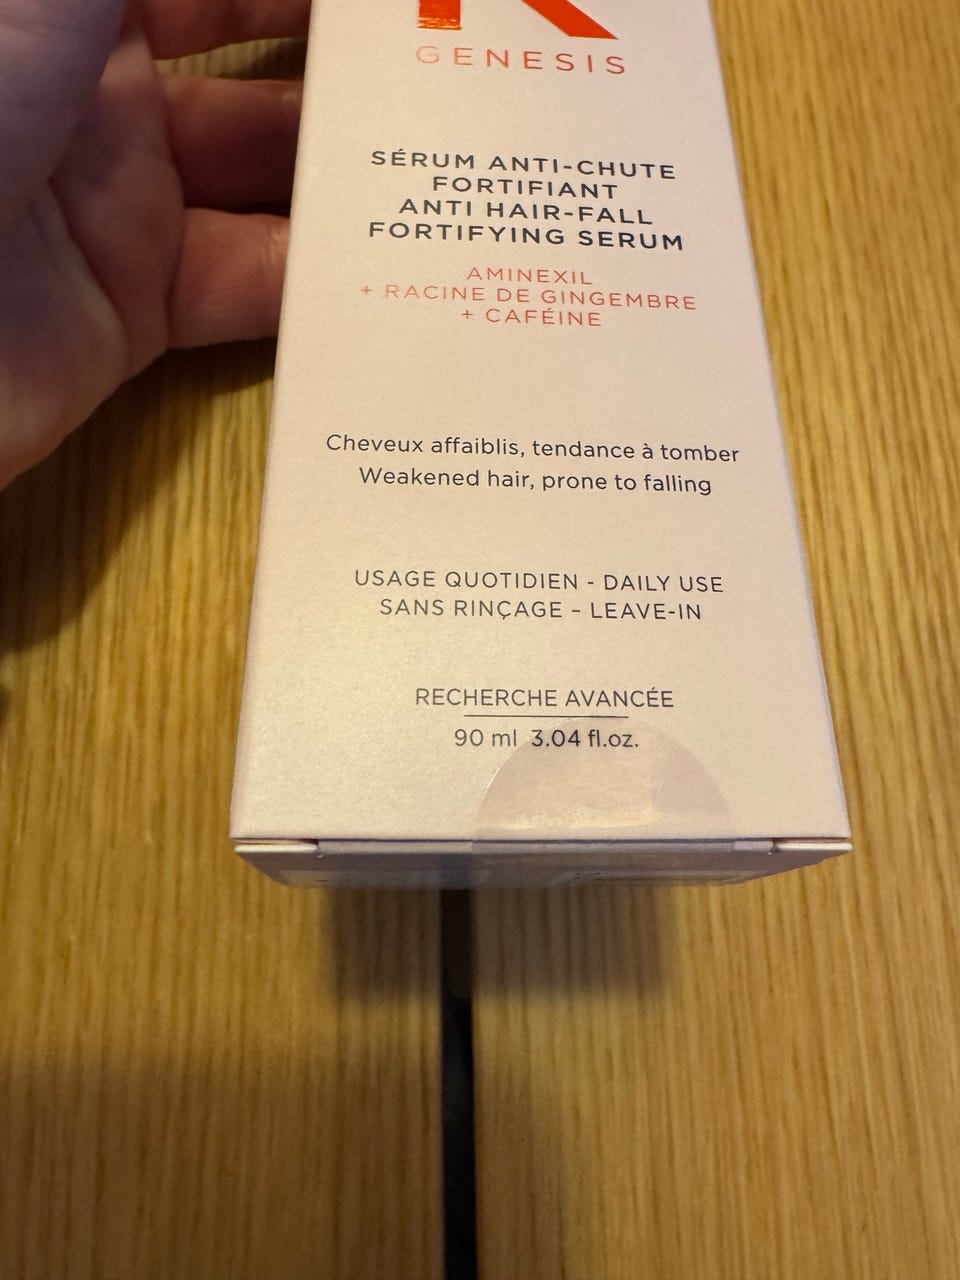 K
GENESIS
SÉRUM ANTI-CHUTE
FORTIFIANT
ANTI HAIR-FALL
FORTIFYING SERUM
AMINEXIL
+ RACINE DE GINGEMBRE
+ CAFÉINE
Cheveux affaiblis, tendance à tomber
Weakened hair, prone to falling
USAGE QUOTIDIEN - DAILY USE
SANS RINÇAGE - LEAVE-IN
RECHERCHE AVANCÉE
90 ml 3.04 fl.oz.